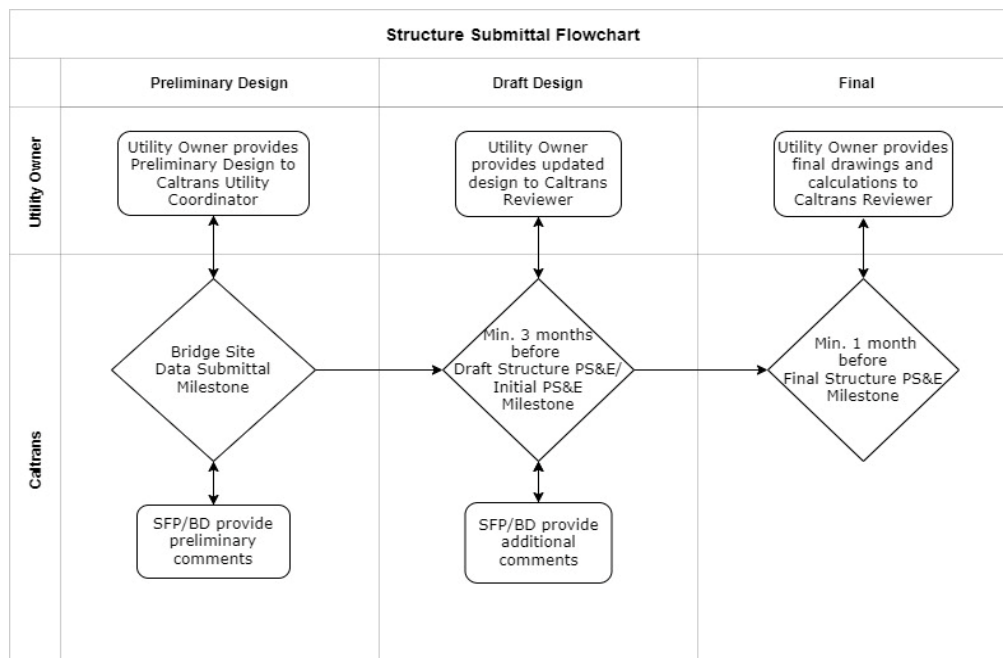 Structure Submittal Flowchart
Preliminary Design
Draft Design
Final
Utility Owner
Utility Owner provides
Preliminary Design to
Caltrans Utility
Coordinator
Utility Owner
provides updated
design to Caltrans
Reviewer
Utility Owner provides
final drawings and
calculations to
Caltrans Reviewer
Caltrans
Bridge Site
Data Submittal
Milestone
Min. 3 months
before
Draft Structure PS&E/
Initial PS&E
Milestone
Min. 1 month
before
Final Structure PS&E
Milestone
SFP/BD provide
preliminary
comments
SFP/BD provide
additional
comments